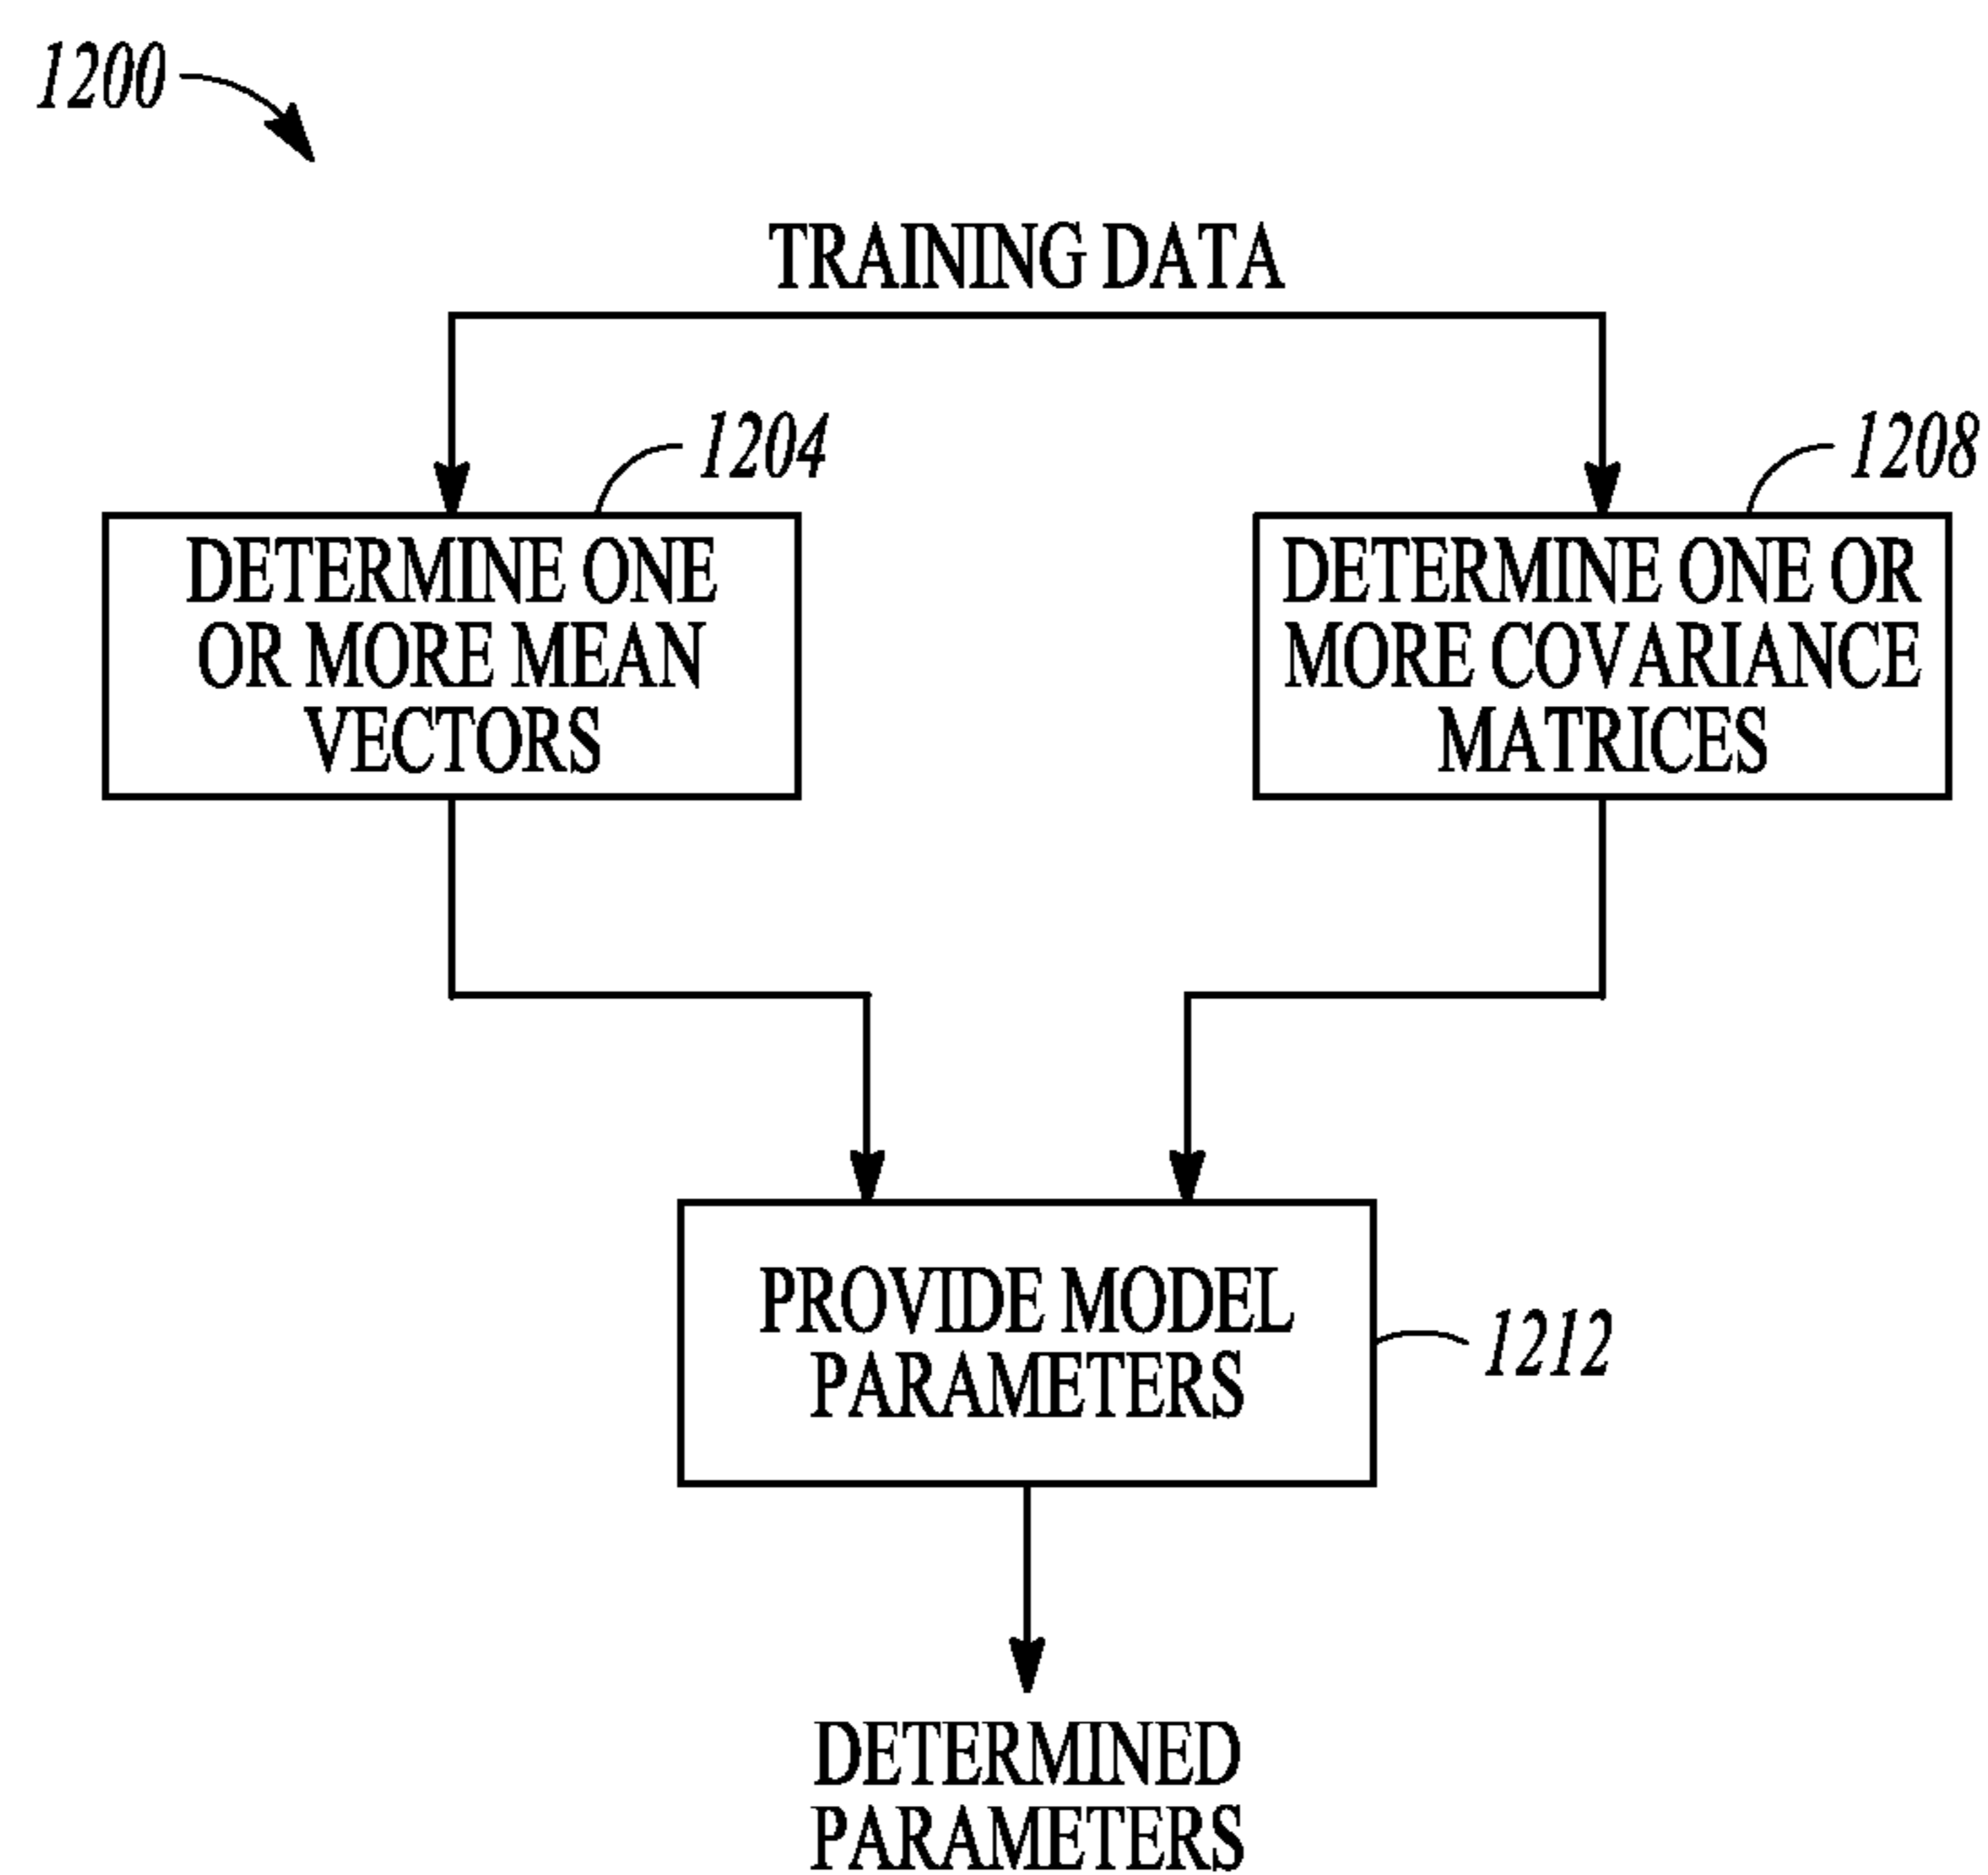 1200
TRAINING DATA
1204
1208
DETERMINE ONE
OR MORE MEAN
VECTORS
DETERMINE ONE OR
MORE COVARIANCE
MATRICES
PROVIDE MODEL
PARAMETERS
1212
DETERMINED
PARAMETERS